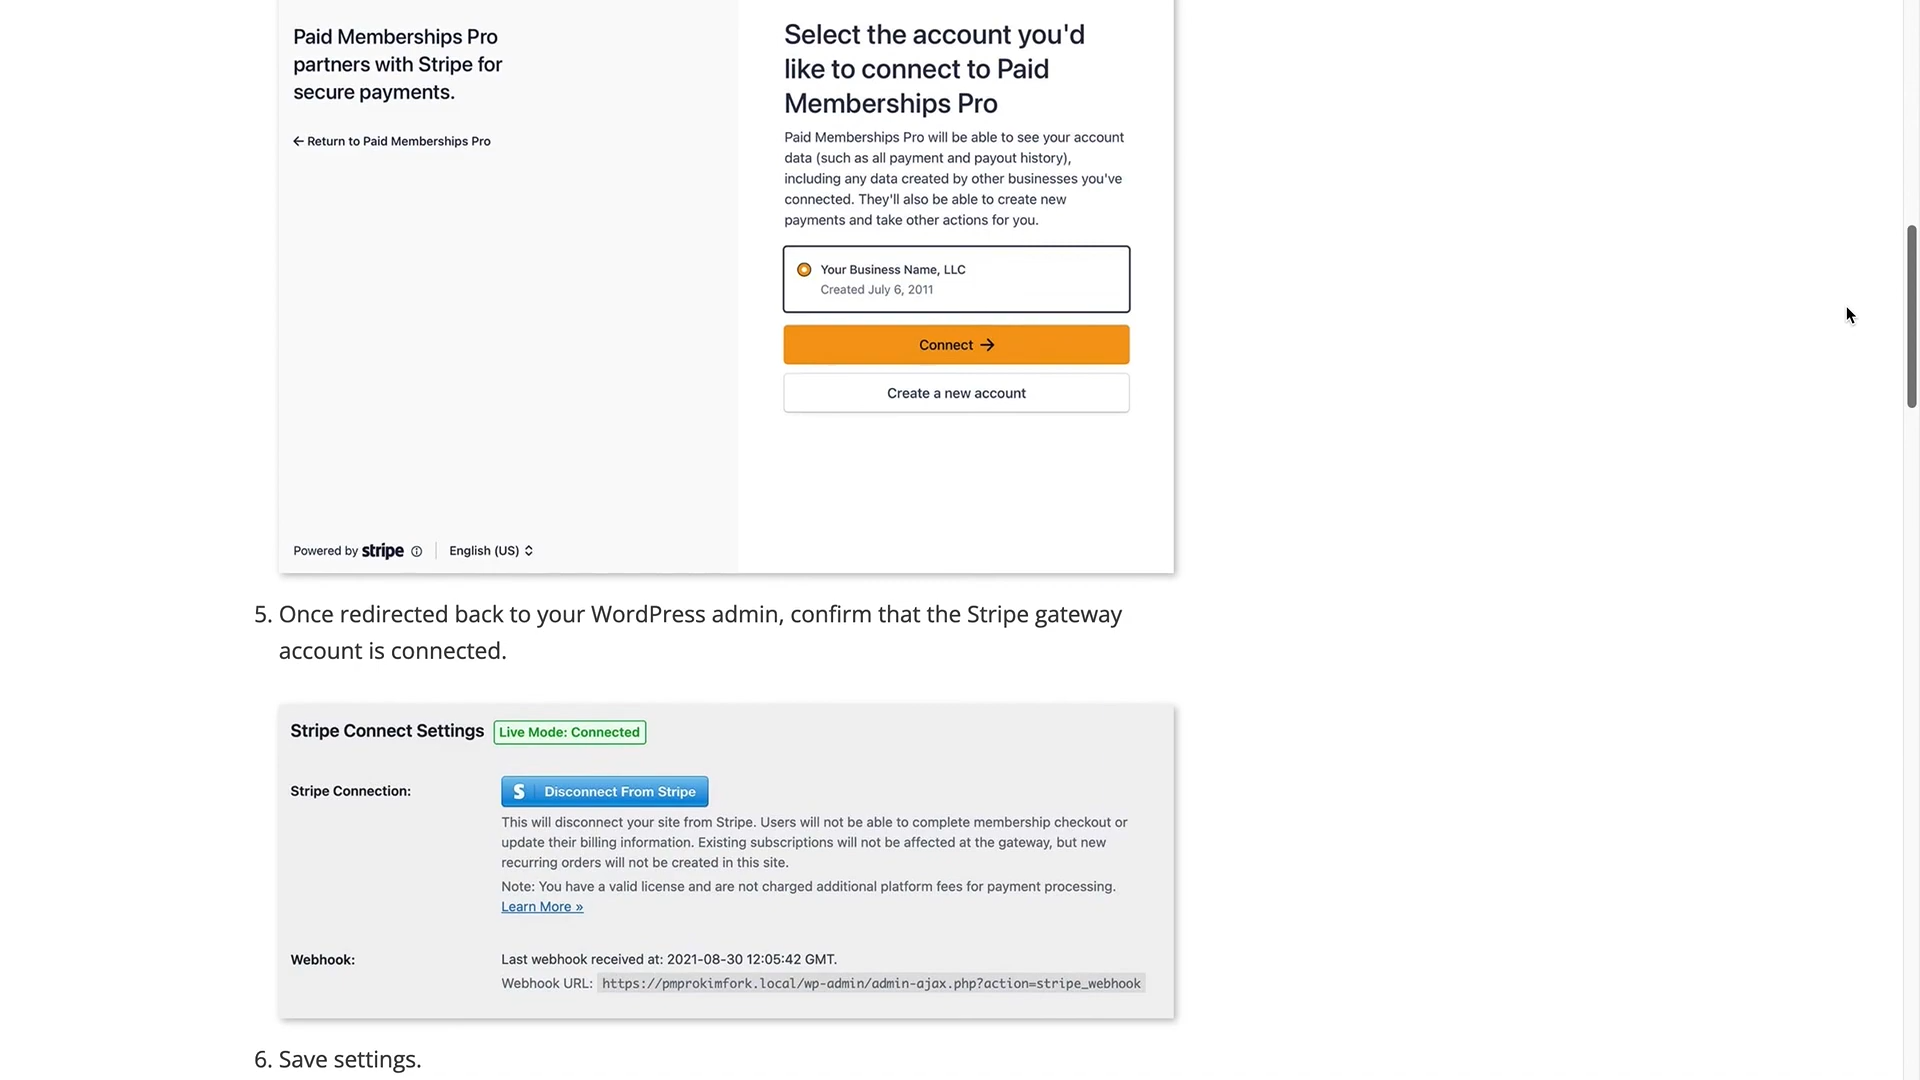 Paid Memberships Pro
partners with Stripe for
secure payments.
← Return to Paid Memberships Pro
Powered by stripe
English (US)
Select the account you'd
like to connect to Paid
Memberships Pro
Paid Memberships Pro will be able to see your account
data (such as all payment and payout history),
including any data created by other businesses you've
connected. They'll also be able to create new
payments and take other actions for you.
Your Business Name, LLC
Created July 6, 2011
Connect →
Create a new account
5. Once redirected back to your WordPress admin, confirm that the Stripe gateway
account is connected.
Stripe Connect Settings Live Mode: Connected
Stripe Connection:
S Disconnect From Stripe
This will disconnect your site from Stripe. Users will not be able to complete membership checkout or
update their billing information. Existing subscriptions will not be affected at the gateway, but new
recurring orders will not be created in this site.
Note: You have a valid license and are not charged additional platform fees for payment processing.
Learn More »
Webhook:
Last webhook received at: 2021-08-30 12:05:42 GMT.
Webhook URL: https://pmprokimfork.local/wp-admin/admin-ajax.php?action=stripe_webhook
6. Save settings.